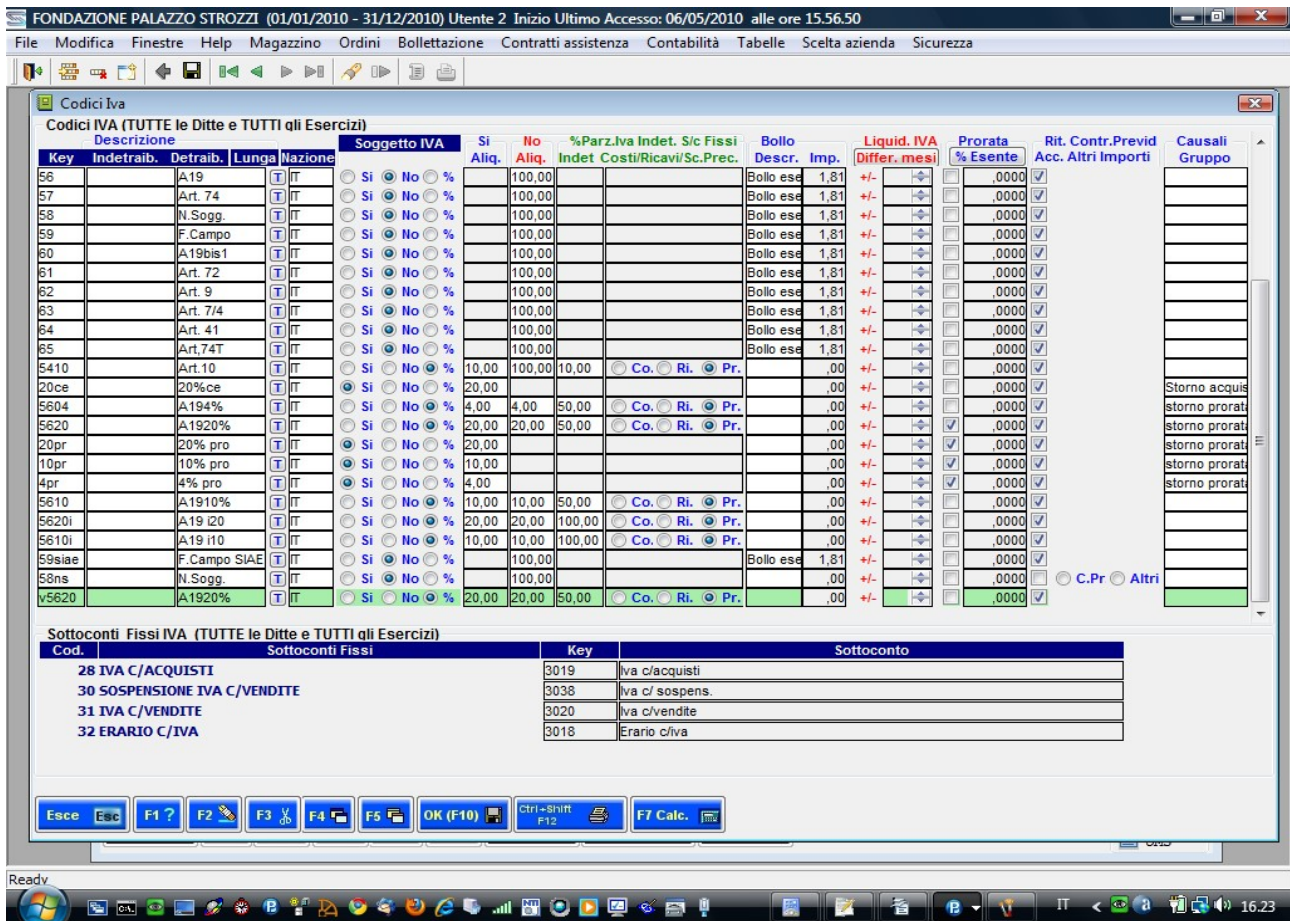 FONDAZIONE PALAZZO STROZZI (01/01/2010 - 31/12/2010) Utente 2 Inizio Ultimo Accesso: 06/05/2010 alle ore 15.56.50
File Modifica Finestre Help Magazzino Ordini Bollettazione Contratti assistenza Contabilità Tabelle Scelta azienda Sicurezza
Codici Iva
Codici IVA (TUTTE le Ditte e TUTTI gli Esercizi)
Descrizione Soggetto IVA Si No %Parz.Iva Indet. S/c Fissi Bollo Liquid. IVA Prorata Rit. Contr.Previd Causali
Key Indetraib. Detraib. Lunga Nazione Aliq. Aliq. Indet Costi/Ricavi/Sc.Prec. Descr. Imp. Differ. mesi % Esente Acc. Altri Importi Gruppo
56 A19 T IT Si No % 100,00 Bollo ese 1,81 +/- ,0000
57 Art. 74 T IT Si No % 100,00 Bollo ese 1,81 +/- ,0000
58 N.Sogg. T IT Si No % 100,00 Bollo ese 1,81 +/- ,0000
59 F.Campo T IT Si No % 100,00 Bollo ese 1,81 +/- ,0000
60 A19bis1 T IT Si No % 100,00 Bollo ese 1,81 +/- ,0000
61 Art. 72 T IT Si No % 100,00 Bollo ese 1,81 +/- ,0000
62 Art. 9 T IT Si No % 100,00 Bollo ese 1,81 +/- ,0000
63 Art. 7/4 T IT Si No % 100,00 Bollo ese 1,81 +/- ,0000
64 Art. 41 T IT Si No % 100,00 Bollo ese 1,81 +/- ,0000
65 Art,74T T IT Si No % 100,00 Bollo ese 1,81 +/- ,0000
5410 Art.10 T IT Si No % 10,00 100,00 10,00 Co. Ri. Pr. ,00 +/- ,0000
20ce 20%ce T IT Si No % 20,00 ,00 +/- ,0000 Storno acquis
5604 A194% T IT Si No % 4,00 4,00 50,00 Co. Ri. Pr. ,00 +/- ,0000 storno prorata
5620 A1920% T IT Si No % 20,00 20,00 50,00 Co. Ri. Pr. ,00 +/- ,0000 storno prorata
20pr 20% pro T IT Si No % 20,00 ,00 +/- ,0000 storno prorata
10pr 10% pro T IT Si No % 10,00 ,00 +/- ,0000 storno prorata
4pr 4% pro T IT Si No % 4,00 ,00 +/- ,0000 storno prorata
5610 A1910% T IT Si No % 10,00 10,00 50,00 Co. Ri. Pr. ,00 +/- ,0000
5620i A19 i20 T IT Si No % 20,00 20,00 100,00 Co. Ri. Pr. ,00 +/- ,0000
5610i A19 i10 T IT Si No % 10,00 10,00 100,00 Co. Ri. Pr. ,00 +/- ,0000
59siae F.Campo SIAE T IT Si No % 100,00 Bollo ese 1,81 +/- ,0000
58ns N.Sogg. T IT Si No % 100,00 ,00 +/- ,0000 C.Pr Altri
v5620 A1920% T IT Si No % 20,00 20,00 50,00 Co. Ri. Pr. ,00 +/- ,0000
Sottoconti Fissi IVA (TUTTE le Ditte e TUTTI gli Esercizi)
Cod. Sottoconti Fissi Key Sottoconto
28 IVA C/ACQUISTI 3019 Iva c/acquisti
30 SOSPENSIONE IVA C/VENDITE 3038 Iva c/ sospens.
31 IVA C/VENDITE 3020 Iva c/vendite
32 ERARIO C/IVA 3018 Erario c/iva
Esce Esc F1 ? F2 F3 F4 F5 OK (F10) Ctrl+Shift F12 F7 Calc.
Ready
IT 16.23